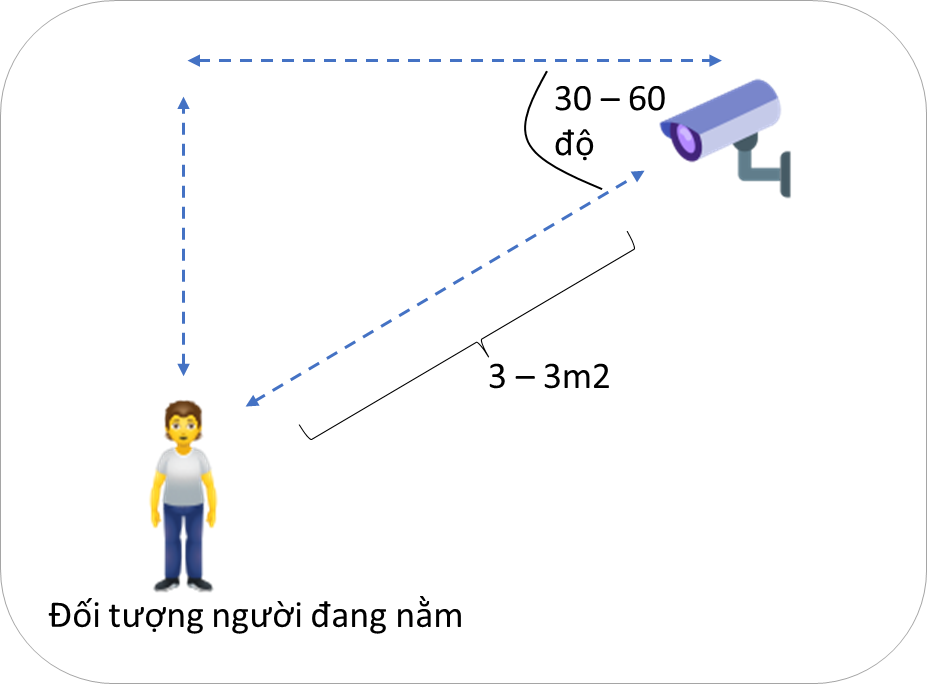 30 – 60
độ
3 – 3m2
Đối tượng người đang nằm